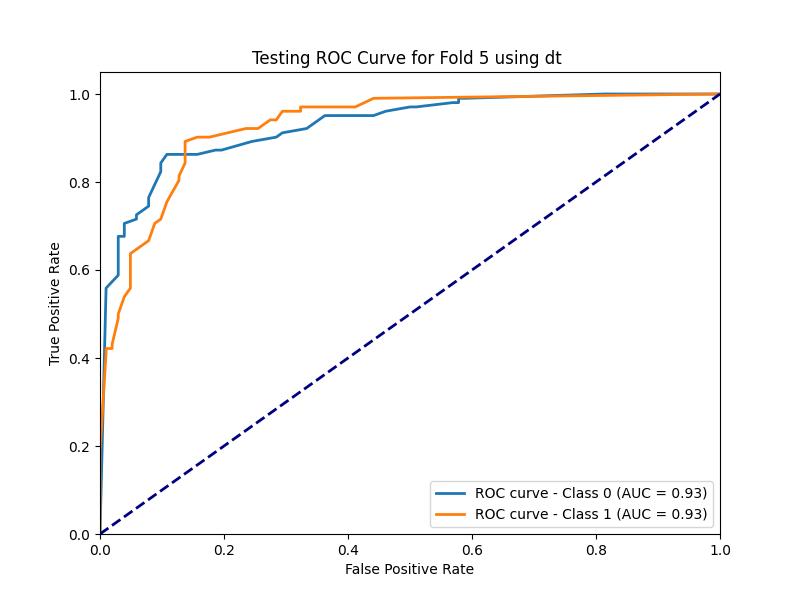 Testing ROC Curve for Fold 5 using dt
1.0
0.8
0.6
0.4
0.2
0.0
True Positive Rate
ROC curve - Class 0 (AUC = 0.93)
ROC curve - Class 1 (AUC = 0.93)
0.0 0.2 0.4 0.6 0.8 1.0
False Positive Rate